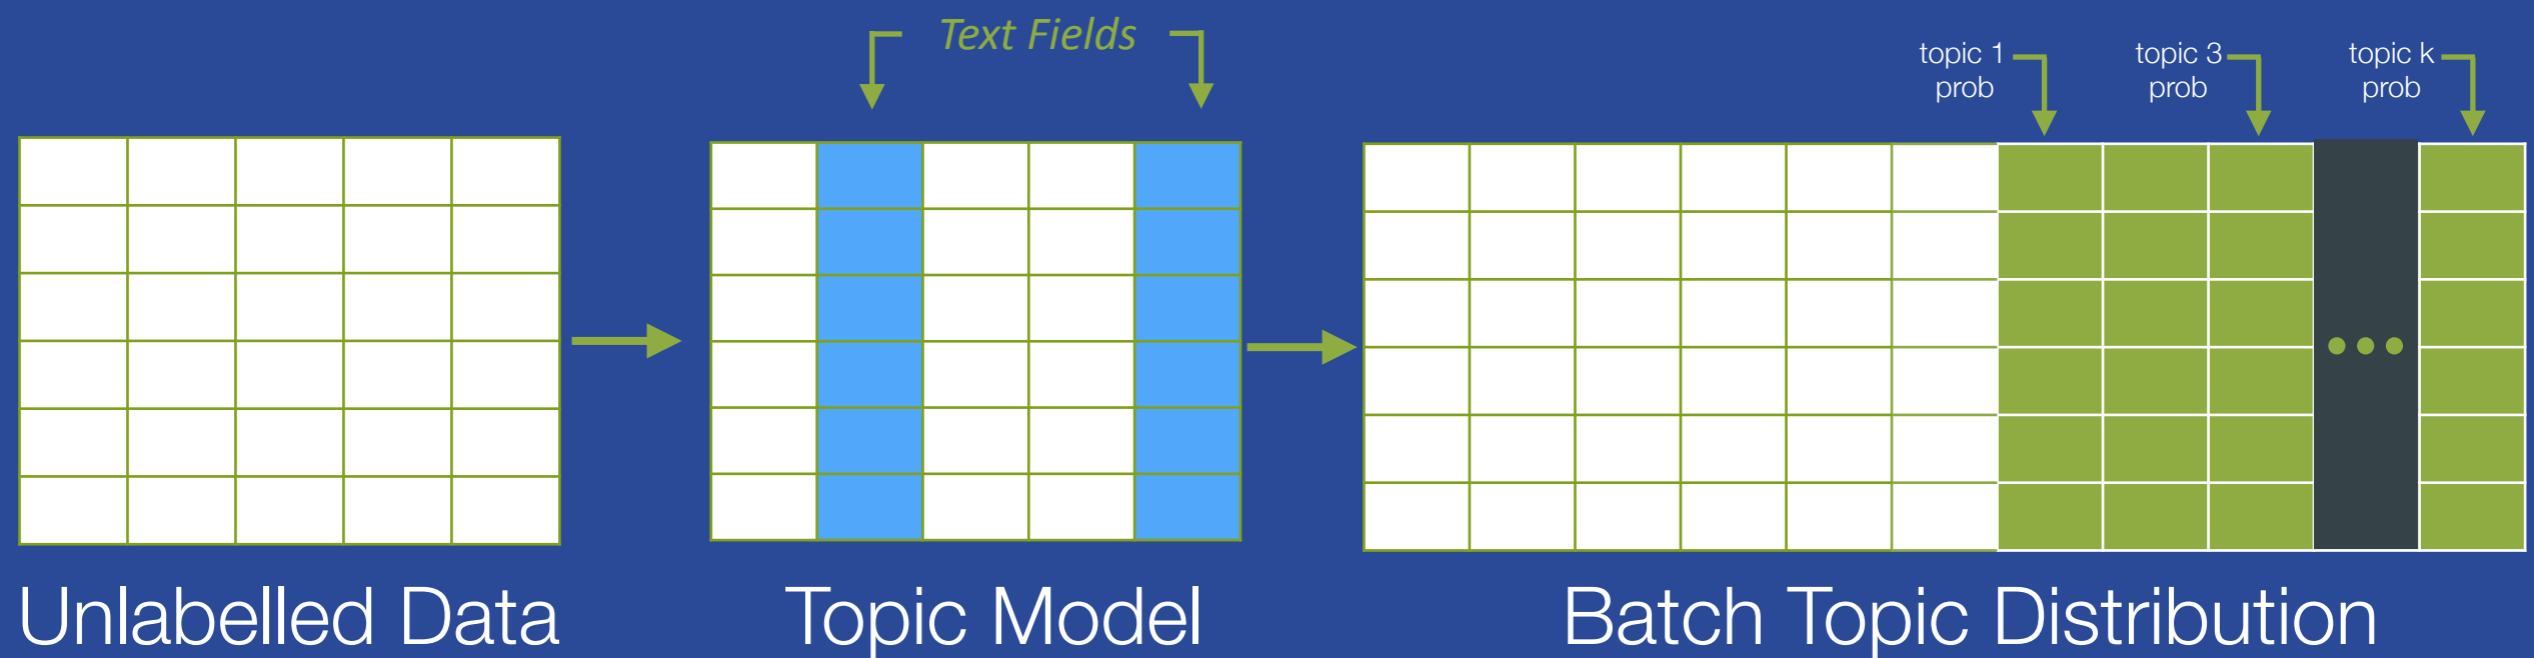 Text Fields
topic 1
prob
topic 3
prob
topic k
prob
Unlabelled Data
Topic Model
Batch Topic Distribution